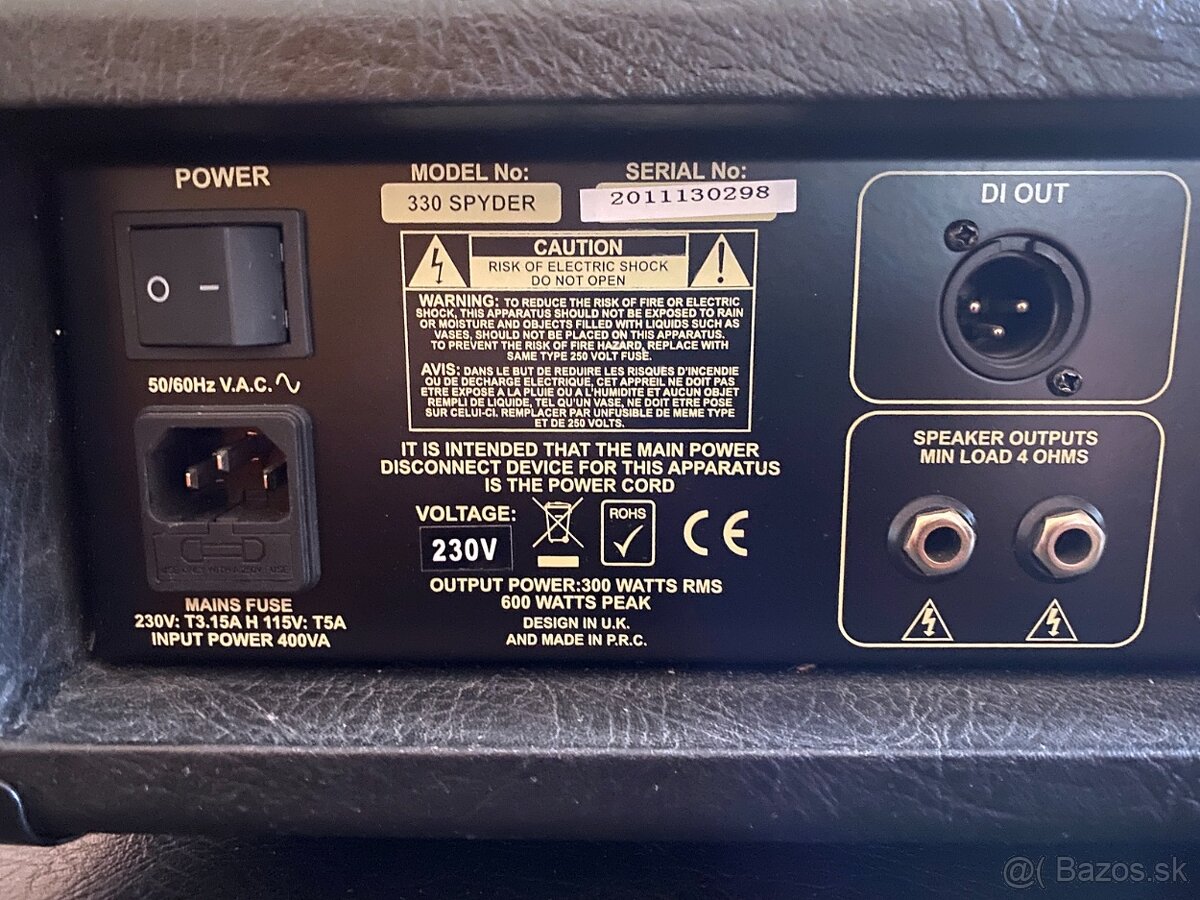 POWER
O —
50/60Hz V.A.C.
MAINS FUSE
230V: T3.15A H 115V: T5A
INPUT POWER 400VA
MODEL No:
330 SPYDER
SERIAL No:
2011130298
CAUTION
RISK OF ELECTRIC SHOCK
DO NOT OPEN
WARNING: TO REDUCE THE RISK OF FIRE OR ELECTRIC
SHOCK, THIS APPARATUS SHOULD NOT BE EXPOSED TO RAIN
OR MOISTURE AND OBJECTS FILLED WITH LIQUIDS SUCH AS
VASES, SHOULD NOT BE PLACED ON THIS APPARATUS.
TO PREVENT THE RISK OF FIRE HAZARD, REPLACE WITH
SAME TYPE 250 VOLT FUSE.
AVIS: DANS LE BUT DE REDUIRE LES RISQUES D'INCENDIE
OU DE DECHARGE ELECTRIQUE, CET APPREIL NE DOIT PAS
ETRE EXPOSE A LA PLUIE OU A L'HUMIDITE ET AUCUN OBJET
REMPLI DE LIQUIDE, TEL QU'UN VASE, NE DOIT ETRE POSE
SUR CELUI-CI. REMPLACER PAR UNFUSIBLE DE MEME TYPE
ET DE 250 VOLTS.
IT IS INTENDED THAT THE MAIN POWER
DISCONNECT DEVICE FOR THIS APPARATUS
IS THE POWER CORD
VOLTAGE:
230V
ROHS
CE
OUTPUT POWER:300 WATTS RMS
600 WATTS PEAK
DESIGN IN U.K.
AND MADE IN P.R.C.
DI OUT
SPEAKER OUTPUTS
MIN LOAD 4 OHMS
@( Bazos.sk